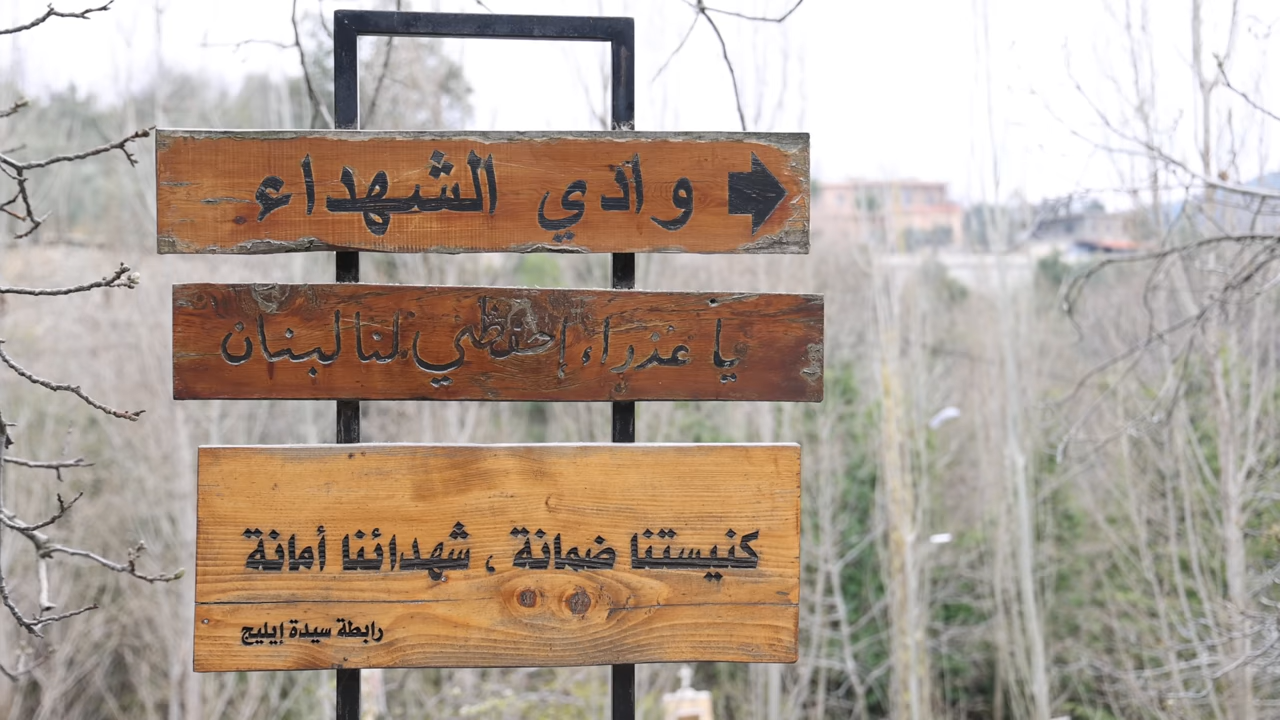 وادي الشهداء
يا عذراء إحفظي لنا لبنان
كنيستنا ضمانة ، شهدائنا أمانة
رابطة سيدة إيليج